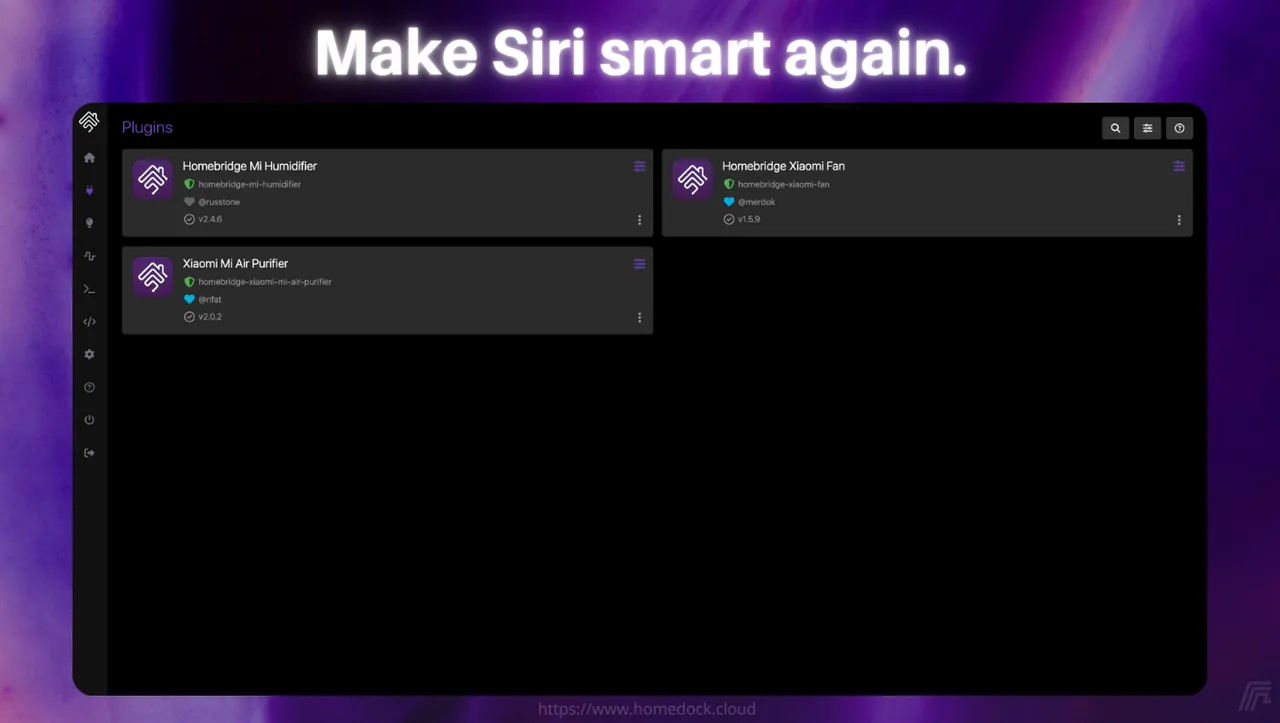 Make Siri smart again.
Plugins
Homebridge Mi Humidifier
homebridge-mi-humidifier
@russtone
v2.4.6
Homebridge Xiaomi Fan
homebridge-xiaomi-fan
@merdok
v1.5.9
Xiaomi Mi Air Purifier
homebridge-xiaomi-mi-air-purifier
@rifat
v2.0.2
https://www.homedock.cloud